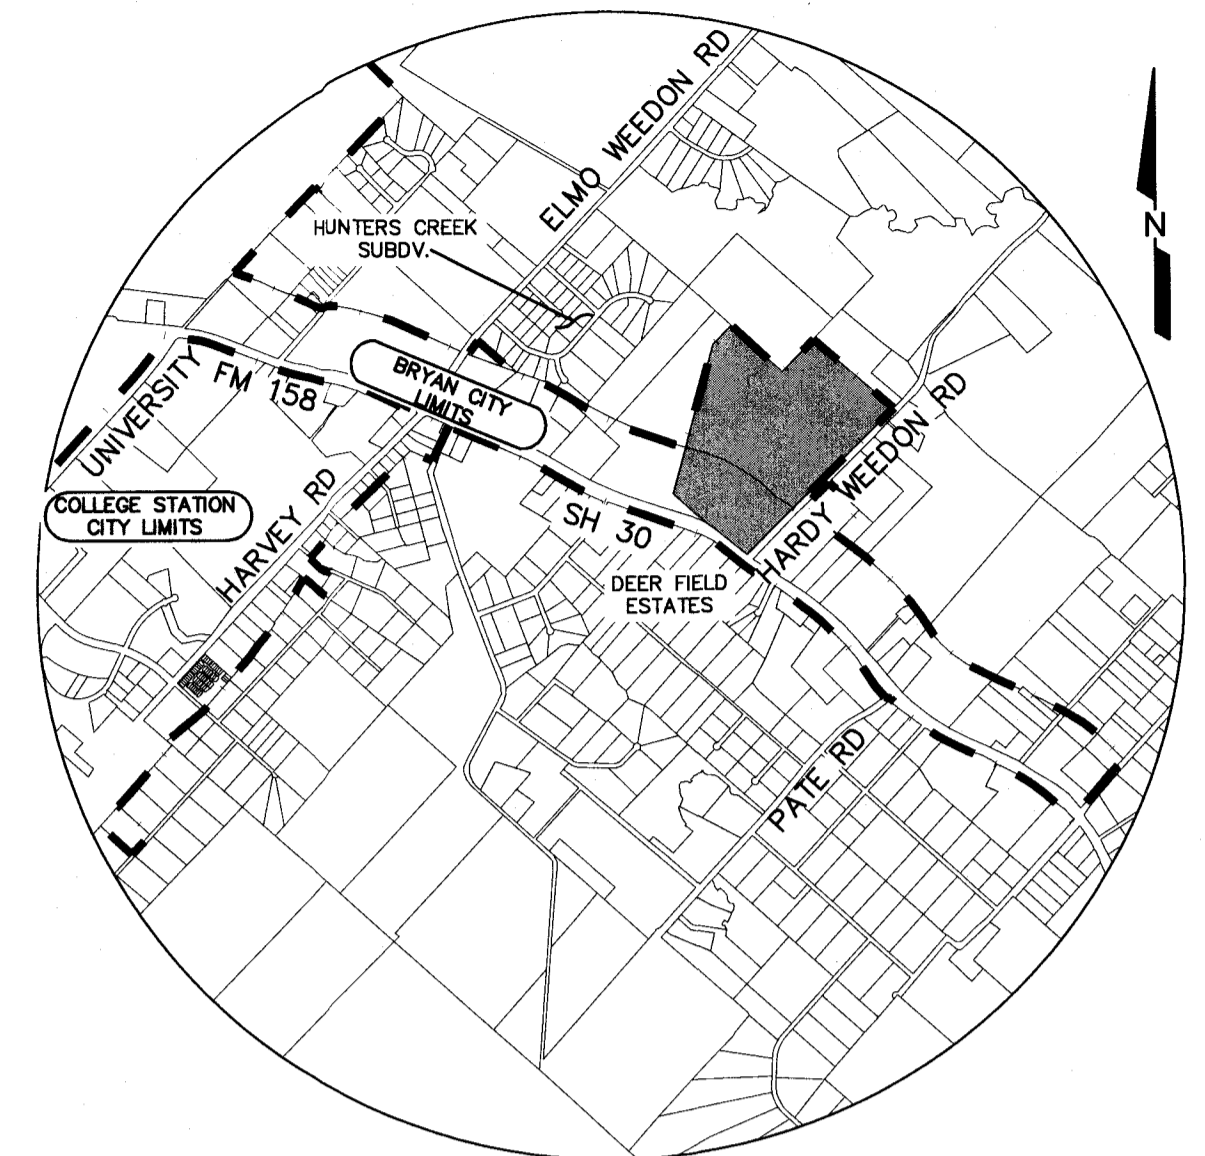 ELMO WEEDON RD
HUNTERS CREEK
SUBDV.
N
BRYAN CITY
LIMITS
FM 158
UNIVERSITY
HARDY WEEDON RD
COLLEGE STATION
CITY LIMITS
HARVEY RD
SH 30
DEER FIELD
ESTATES
PATE RD